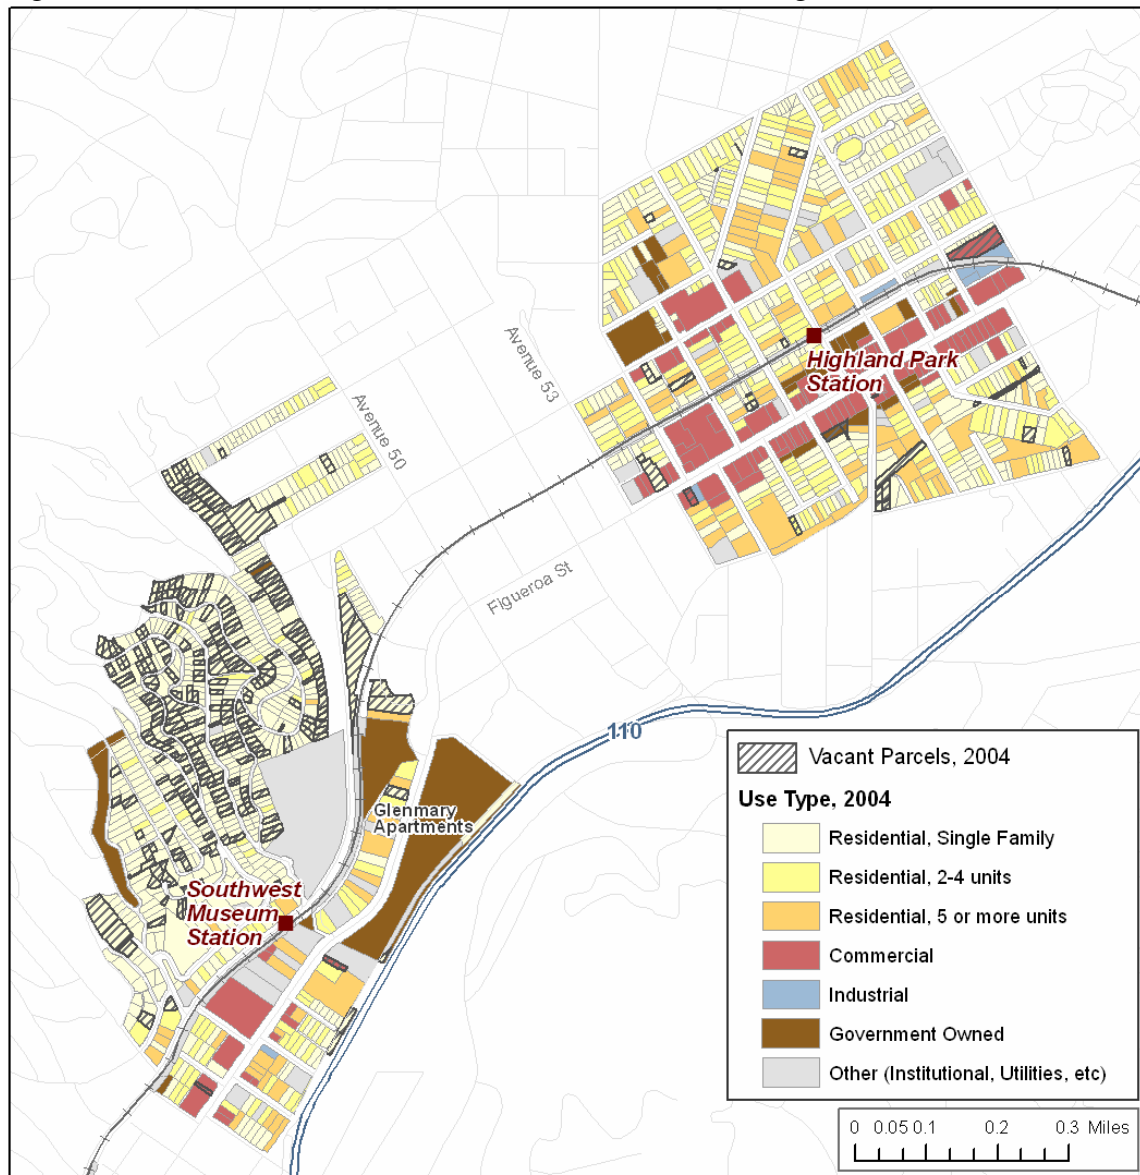 Highland Park
Station
Avenue 53
Avenue 50
Figueroa St
110
Glenmary
Apartments
Southwest
Museum
Station
Vacant Parcels, 2004
Use Type, 2004
Residential, Single Family
Residential, 2-4 units
Residential, 5 or more units
Commercial
Industrial
Government Owned
Other (Institutional, Utilities, etc)
0 0.05 0.1 0.2 0.3 Miles